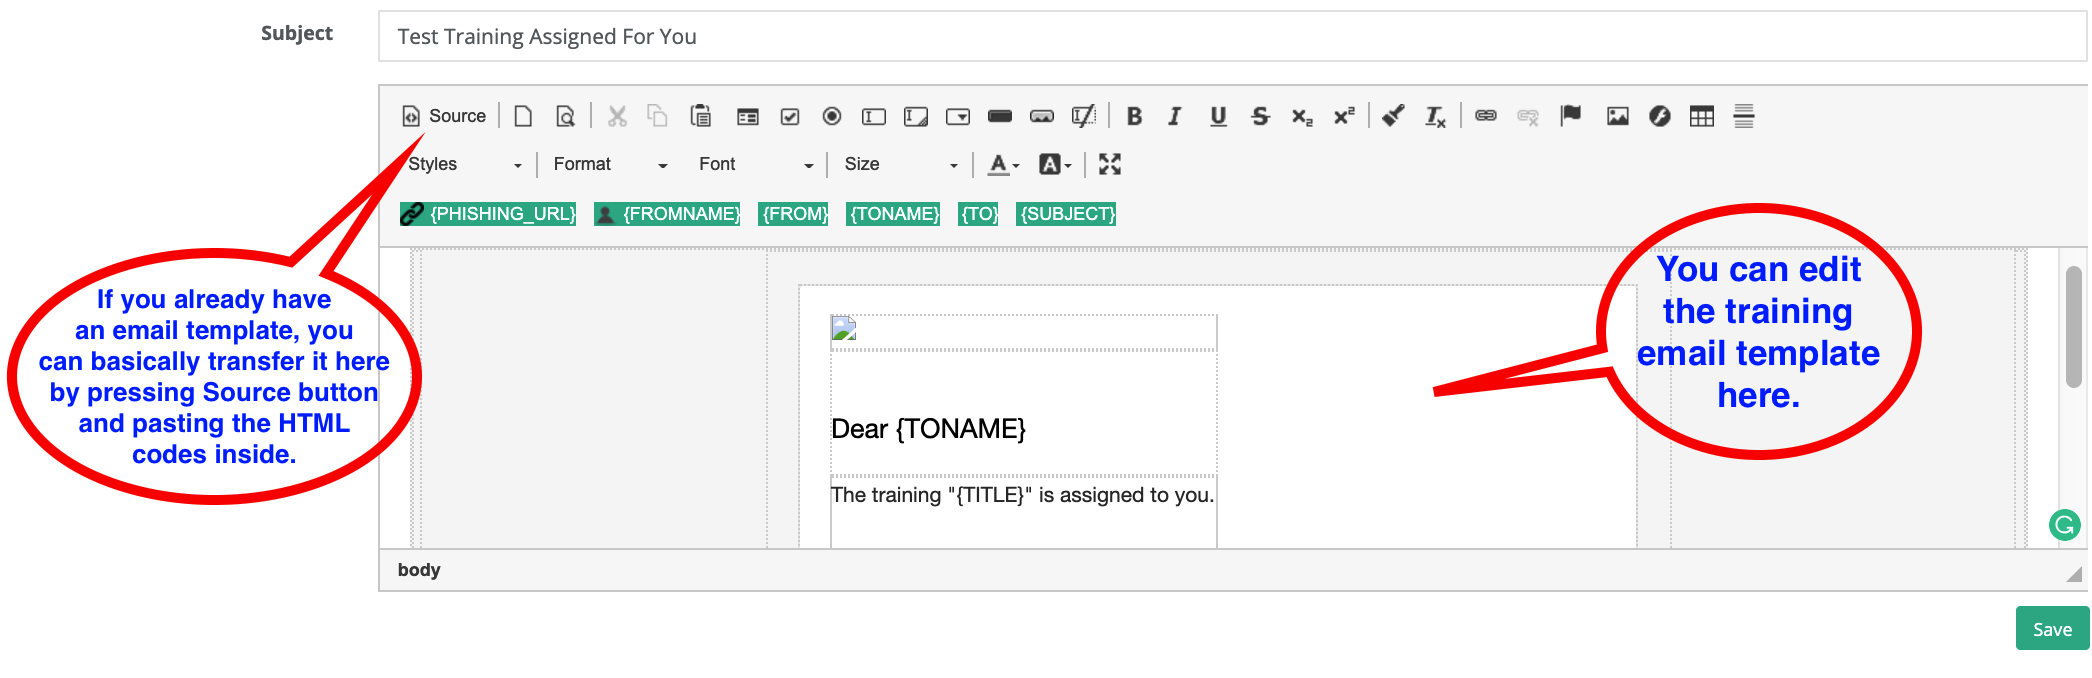 Subject
Test Training Assigned For You
Source
B I U S x₂ x² Tx
Styles Format Font Size A A
{PHISHING_URL} {FROMNAME} {FROM} {TONAME} {TO} {SUBJECT}
If you already have
an email template, you
can basically transfer it here
by pressing Source button
and pasting the HTML
codes inside.
You can edit
the training
email template
here.
Dear {TONAME}
The training "{TITLE}" is assigned to you.
body
Save